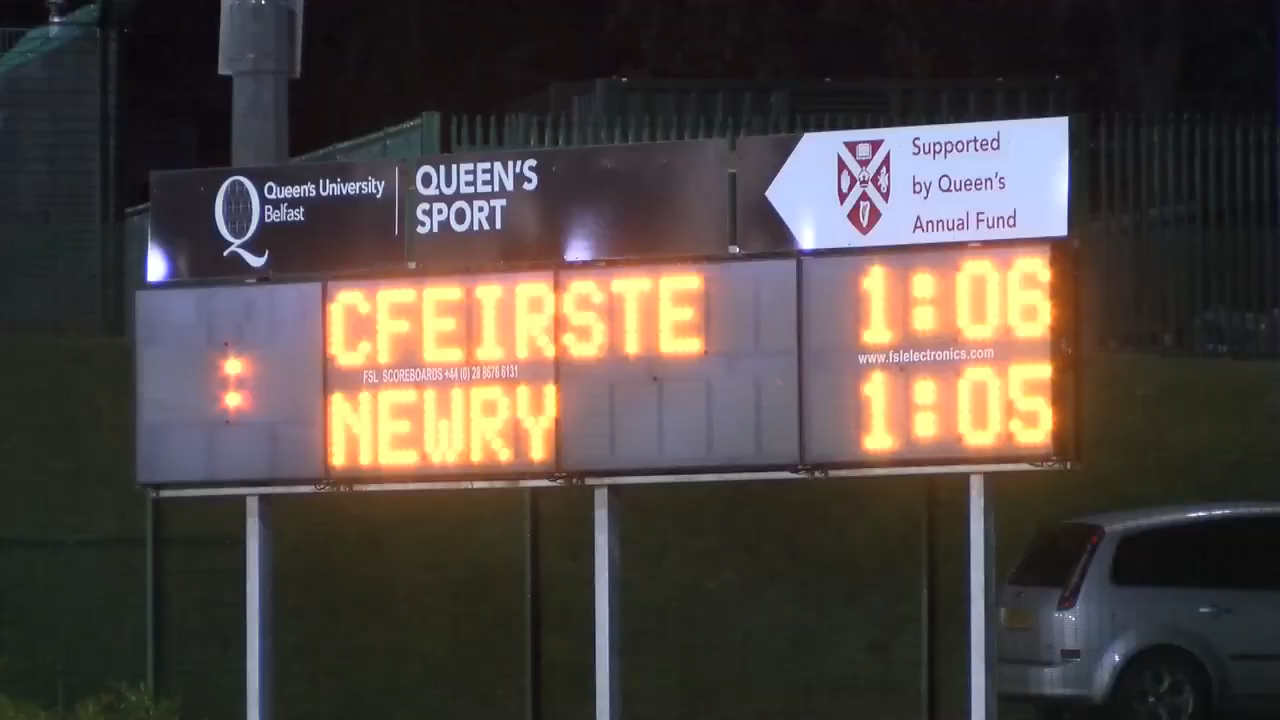 Queen's University
Belfast
QUEEN'S
SPORT
Supported
by Queen's
Annual Fund
CFEIRSTE 1:06
:
FSL SCOREBOARDS +44 (0) 28 8676 6131
www.fslelectronics.com
NEWRY 1:05